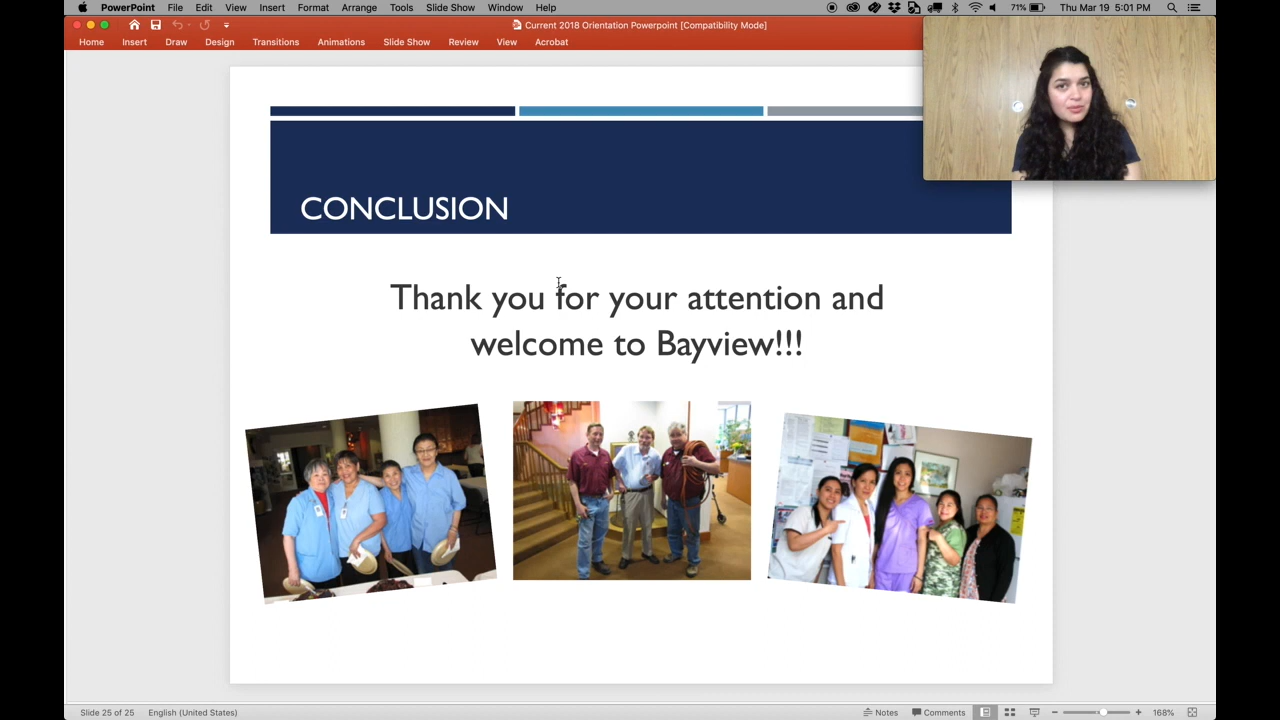 PowerPoint File Edit View Insert Format Arrange Tools Slide Show Window Help 71% Thu Mar 19 5:01 PM
Current 2018 Orientation Powerpoint [Compatibility Mode]
Home Insert Draw Design Transitions Animations Slide Show Review View Acrobat
CONCLUSION
Thank you for your attention and
welcome to Bayview!!!
Slide 25 of 25 English (United States) Notes Comments 168%